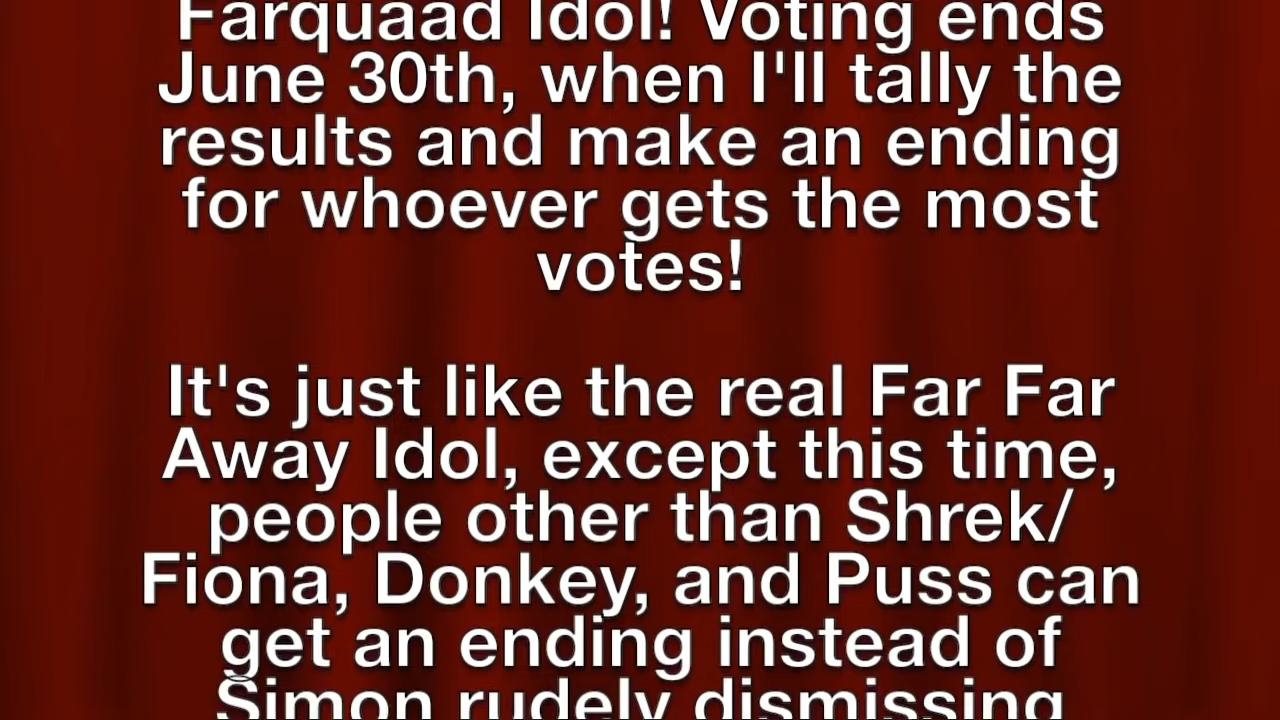 Farquaad Idol! Voting ends
June 30th, when I'll tally the
results and make an ending
for whoever gets the most
votes!
It's just like the real Far Far
Away Idol, except this time,
people other than Shrek/
Fiona, Donkey, and Puss can
get an ending instead of
Simon rudely dismissing